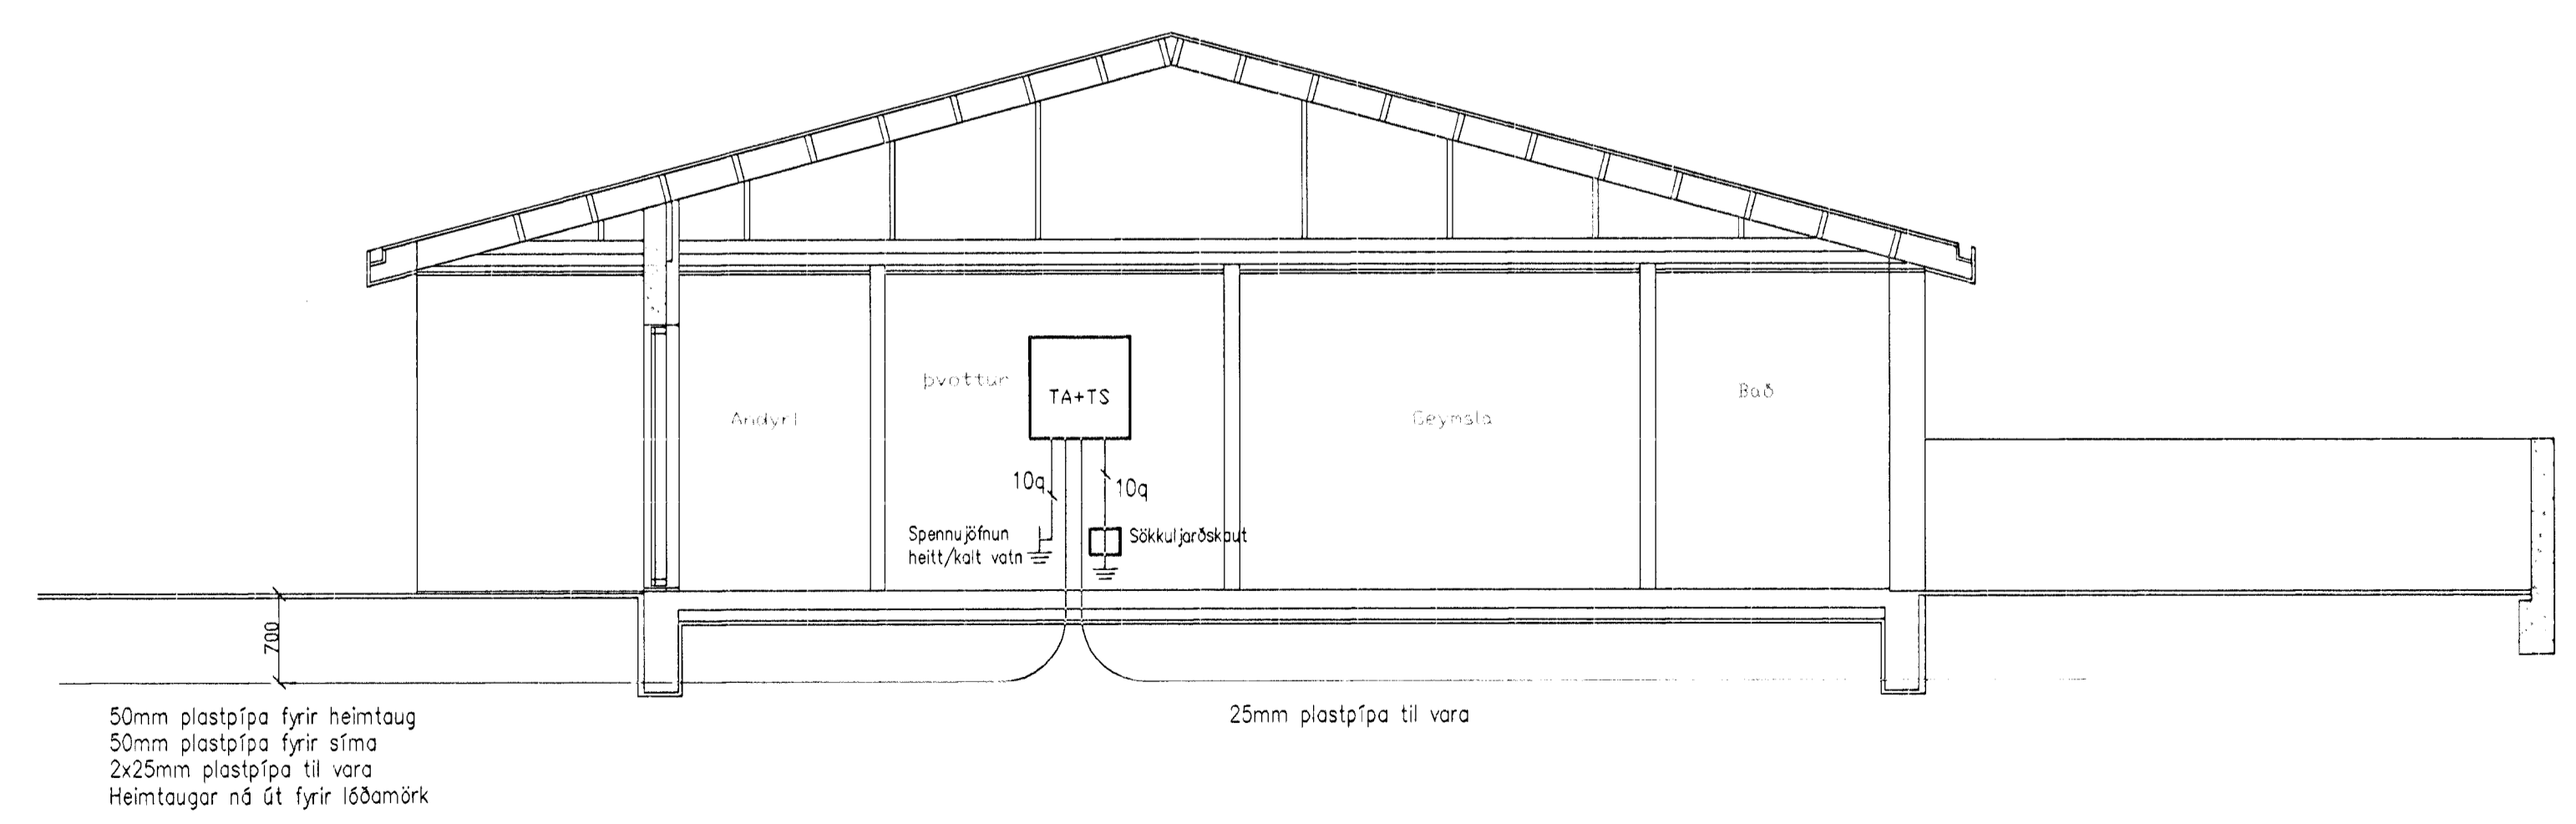 þvottur
TA+TS
Andyri
Geymsla
Bað
10q
10q
Spennujöfnun
heitt/kalt vatn
Sökkuljarðskaut
700
50mm plastpípa fyrir heimtaug
50mm plastpípa fyrir síma
2x25mm plastpípa til vara
Heimtaugar ná út fyrir lóðamörk
25mm plastpípa til vara